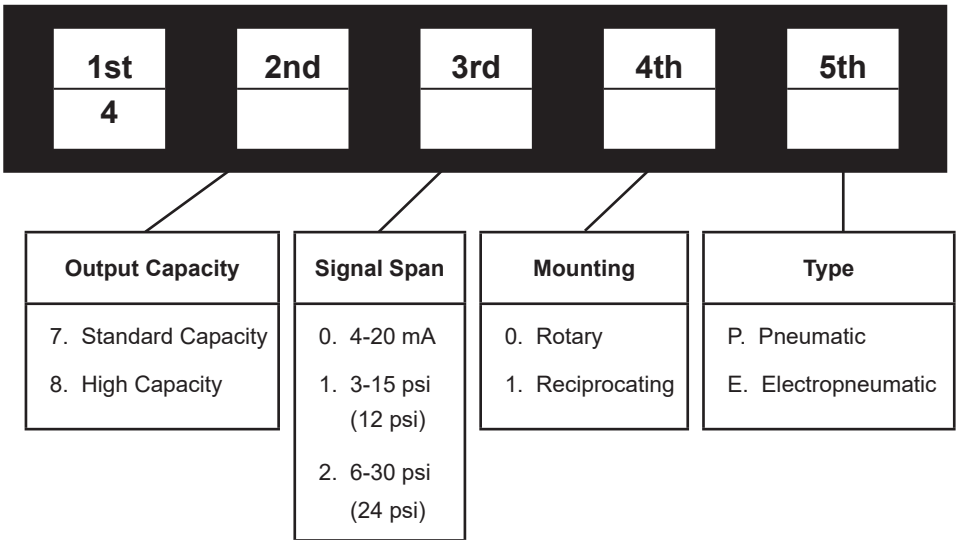 1st 2nd 3rd 4th 5th
4
Output Capacity
7. Standard Capacity
8. High Capacity
Signal Span
0. 4-20 mA
1. 3-15 psi
(12 psi)
2. 6-30 psi
(24 psi)
Mounting
0. Rotary
1. Reciprocating
Type
P. Pneumatic
E. Electropneumatic